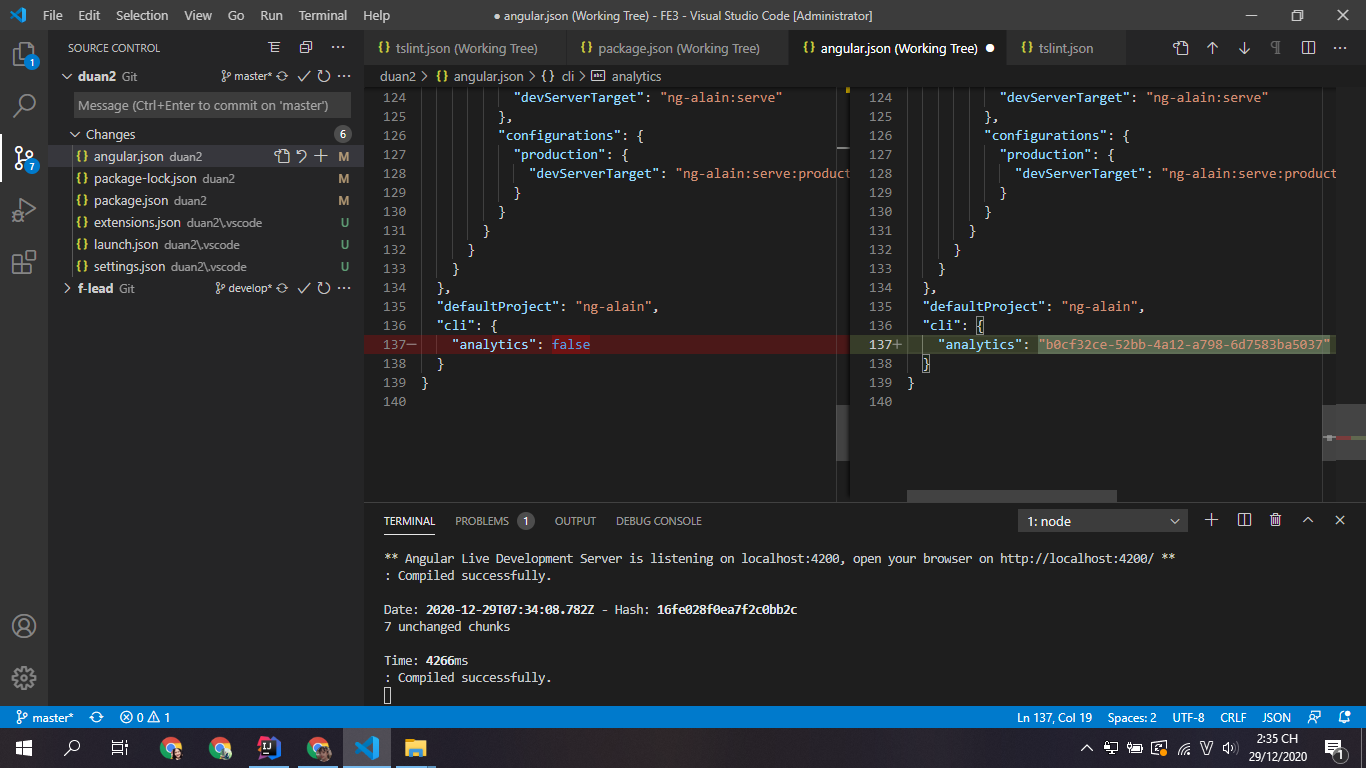 File Edit Selection View Go Run Terminal Help ● angular.json (Working Tree) - FE3 - Visual Studio Code [Administrator]
SOURCE CONTROL
duan2 Git master*
Message (Ctrl+Enter to commit on 'master')
Changes 6
{} angular.json duan2 M
{} package-lock.json duan2 M
{} package.json duan2 M
{} extensions.json duan2\.vscode U
{} launch.json duan2\.vscode U
{} settings.json duan2\.vscode U
f-lead Git develop*
1
7
{} tslint.json (Working Tree) {} package.json (Working Tree) {} angular.json (Working Tree) ● {} tslint.json
duan2 > {} angular.json > {} cli > abc analytics
124 "devServerTarget": "ng-alain:serve"
125 },
126 "configurations": {
127 "production": {
128 "devServerTarget": "ng-alain:serve:product
129 }
130 }
131 }
132 }
133 }
134 },
135 "defaultProject": "ng-alain",
136 "cli": {
137− "analytics": false
138 }
139 }
140
124 "devServerTarget": "ng-alain:serve"
125 },
126 "configurations": {
127 "production": {
128 "devServerTarget": "ng-alain:serve:product
129 }
130 }
131 }
132 }
133 }
134 },
135 "defaultProject": "ng-alain",
136 "cli": {
137+ "analytics": "b0cf32ce-52bb-4a12-a798-6d7583ba5037"
138 }
139 }
140
TERMINAL PROBLEMS 1 OUTPUT DEBUG CONSOLE 1: node
** Angular Live Development Server is listening on localhost:4200, open your browser on http://localhost:4200/ **
: Compiled successfully.
Date: 2020-12-29T07:34:08.782Z - Hash: 16fe028f0ea7f2c0bb2c
7 unchanged chunks
Time: 4266ms
: Compiled successfully.
master* 0 1 Ln 137, Col 19 Spaces: 2 UTF-8 CRLF JSON
2:35 CH
29/12/2020
1